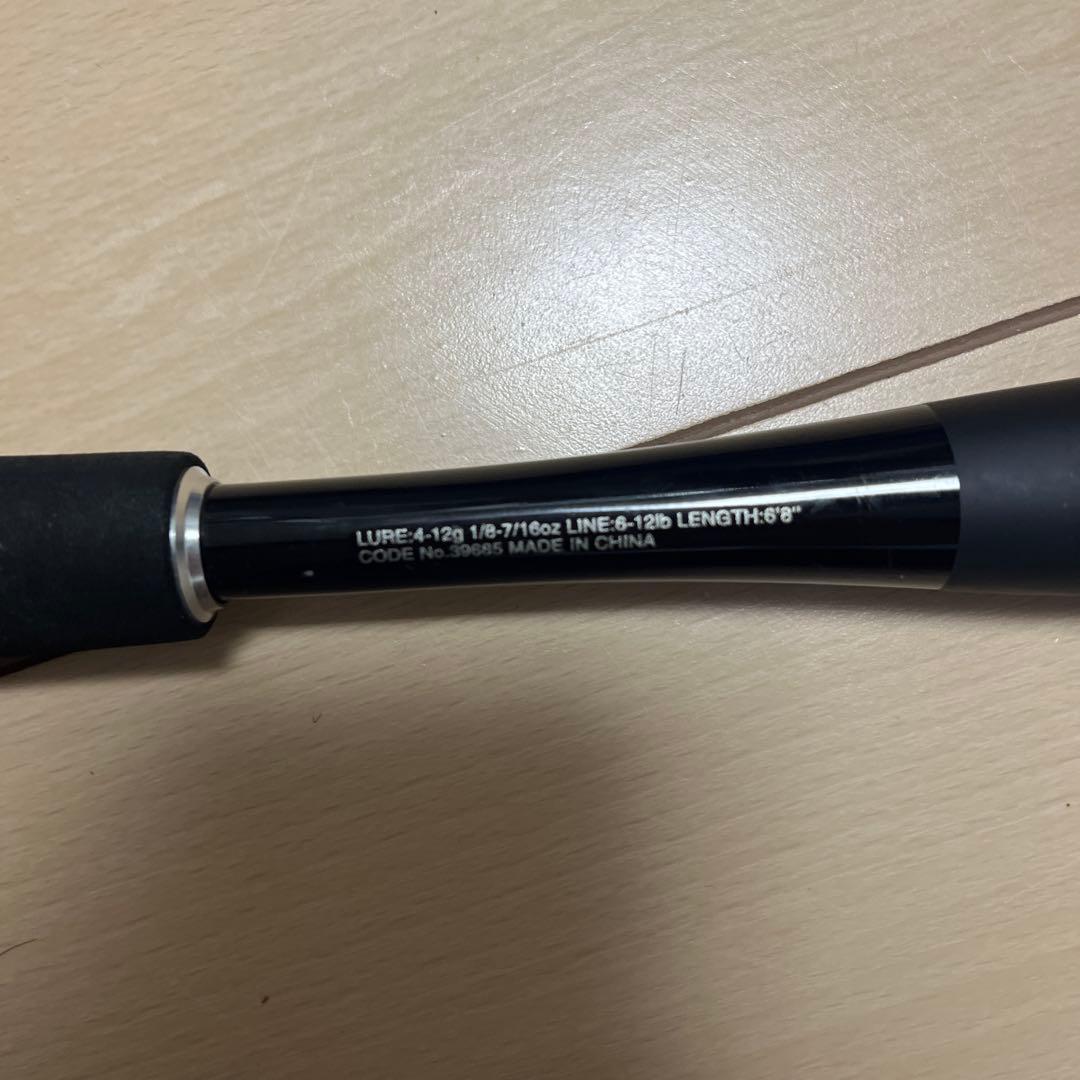 LURE:4-12g 1/8-7/16oz LINE:6-12lb LENGTH:6'8"
CODE No.39685 MADE IN CHINA